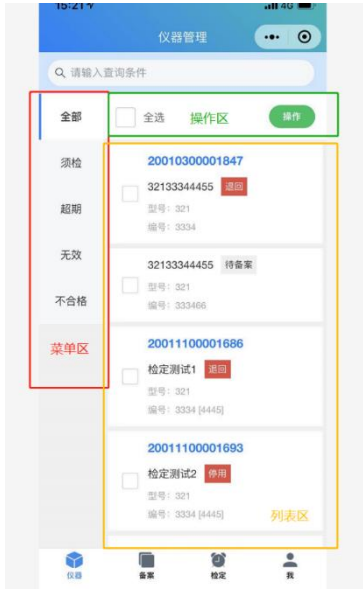 15:21
4G
仪器管理
请输入查询条件
全部
全选
操作区
操作
须检
超期
无效
不合格
菜单区
20010300001847
32133344455 退回
型号：321
编号：3334
32133344455 待备案
型号：321
编号：333466
20011100001686
检定测试1 退回
型号：321
编号：3334 [4445]
20011100001693
检定测试2 停用
型号：321
编号：3334 [4445]
列表区
仪器
备案
检定
我